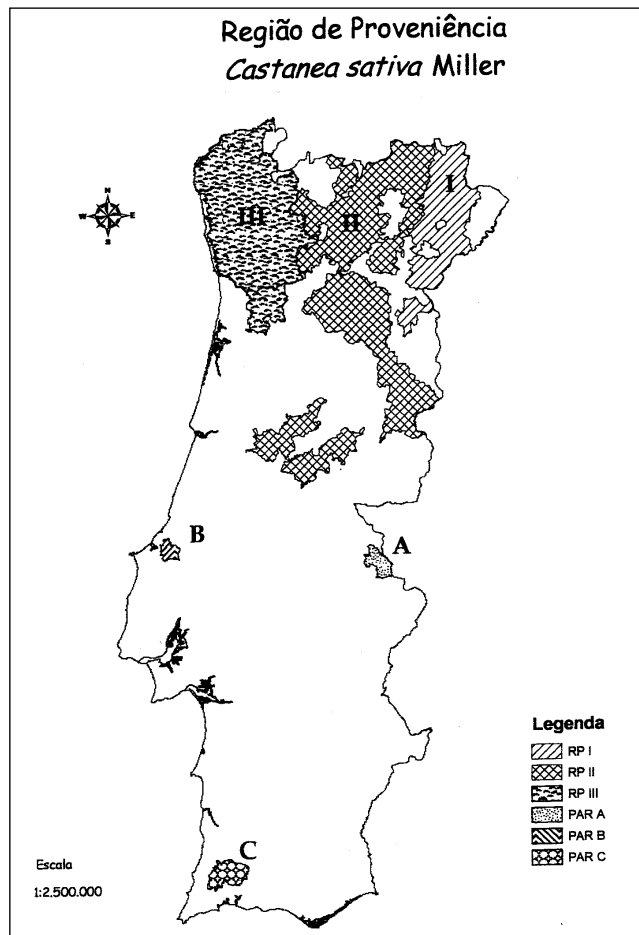 Região de Proveniência
Castanea sativa Miller
N
W E
S
III
II
I
B
A
C
Legenda
RP I
RP II
RP III
PAR A
PAR B
PAR C
Escala
1:2.500.000